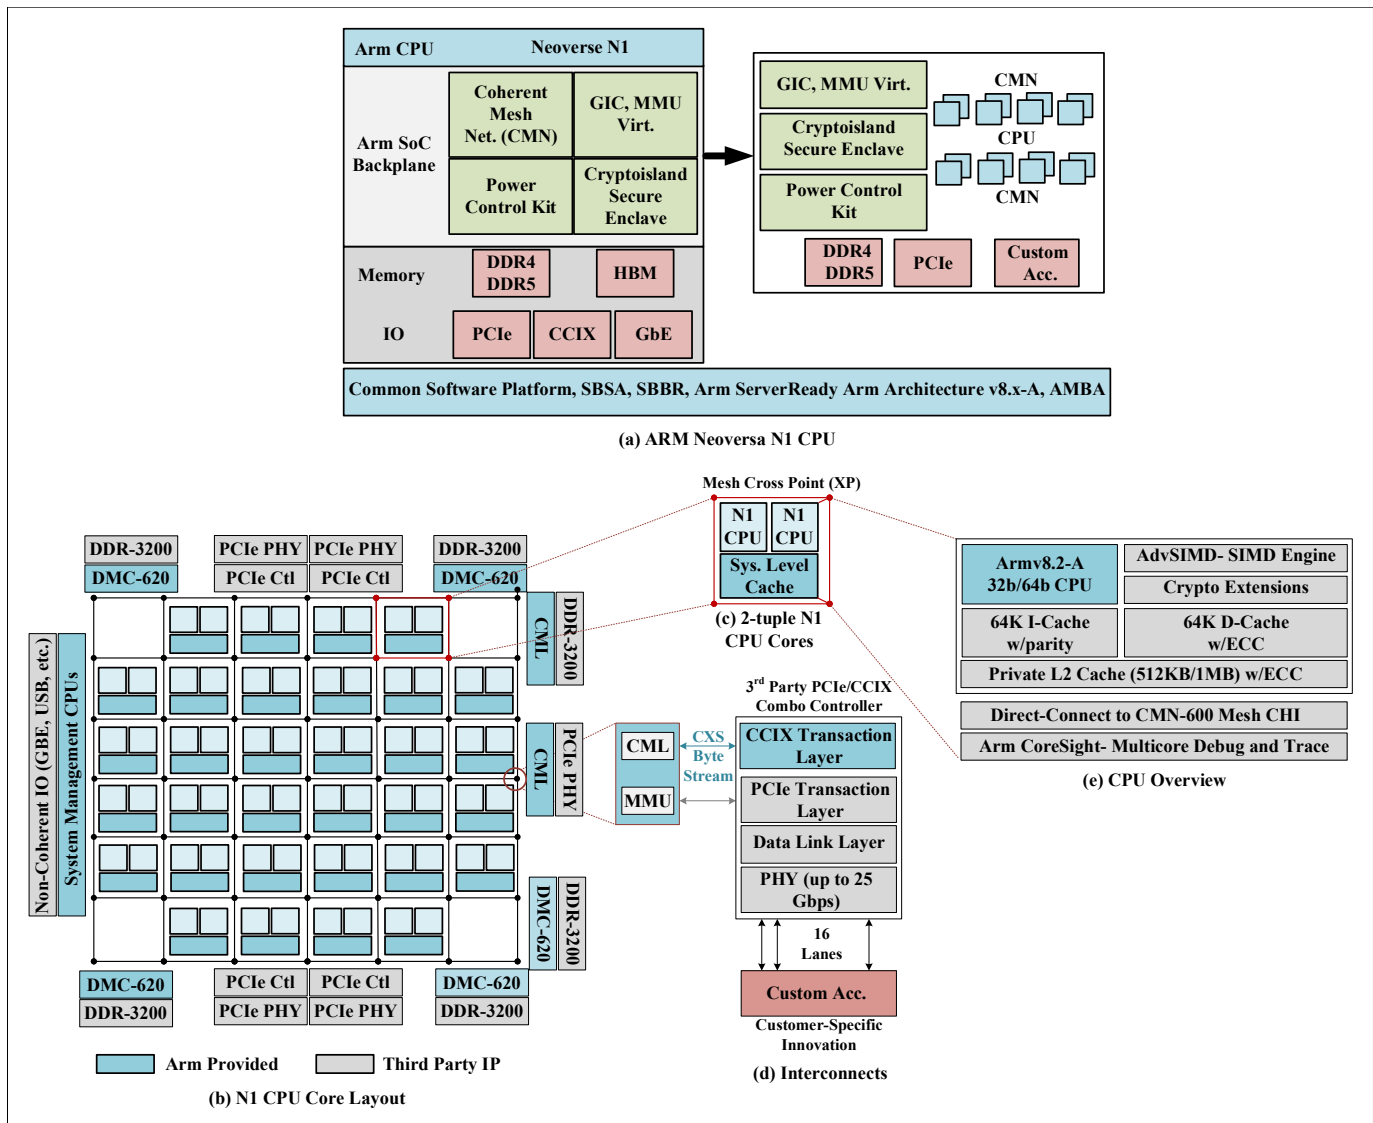 Arm CPU
Neoverse N1
Arm SoC
Backplane
Coherent
Mesh
Net. (CMN)
GIC, MMU
Virt.
Power
Control Kit
Cryptoisland
Secure
Enclave
Memory
DDR4
DDR5
HBM
IO
PCIe
CCIX
GbE
GIC, MMU Virt.
Cryptoisland
Secure Enclave
Power Control
Kit
CMN
CPU
CMN
DDR4
DDR5
PCIe
Custom
Acc.
Common Software Platform, SBSA, SBBR, Arm ServerReady Arm Architecture v8.x-A, AMBA
(a) ARM Neoversa N1 CPU
DDR-3200
DMC-620
PCIe PHY
PCIe PHY
PCIe Ctl
PCIe Ctl
DDR-3200
DMC-620
Non-Coherent IO (GBE, USB, etc.)
System Management CPUs
CML
DDR-3200
CML
PCIe PHY
DMC-620
DDR-3200
DMC-620
DDR-3200
PCIe Ctl
PCIe Ctl
PCIe PHY
PCIe PHY
DMC-620
DDR-3200
Arm Provided
Third Party IP
(b) N1 CPU Core Layout
Mesh Cross Point (XP)
N1
CPU
N1
CPU
Sys. Level
Cache
(c) 2-tuple N1
CPU Cores
3rd Party PCIe/CCIX
Combo Controller
CML
MMU
CXS
Byte
Stream
CCIX Transaction
Layer
PCIe Transaction
Layer
Data Link Layer
PHY (up to 25
Gbps)
16
Lanes
Custom Acc.
Customer-Specific
Innovation
(d) Interconnects
Armv8.2-A
32b/64b CPU
AdvSIMD- SIMD Engine
Crypto Extensions
64K I-Cache
w/parity
64K D-Cache
w/ECC
Private L2 Cache (512KB/1MB) w/ECC
Direct-Connect to CMN-600 Mesh CHI
Arm CoreSight- Multicore Debug and Trace
(e) CPU Overview